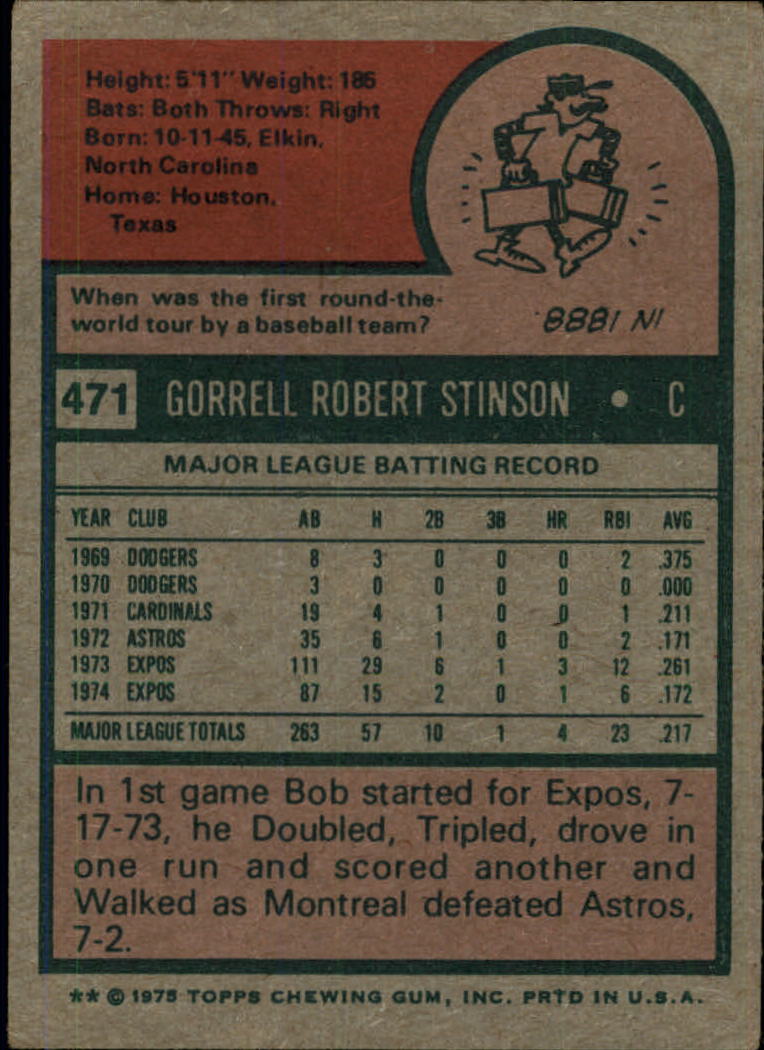 Height: 5'11" Weight: 185
Bats: Both Throws: Right
Born: 10-11-45, Elkin,
North Carolina
Home: Houston,
Texas
When was the first round-the-
world tour by a baseball team?
IN 1888.
471 GORRELL ROBERT STINSON • C
MAJOR LEAGUE BATTING RECORD
YEAR CLUB AB H 2B 3B HR RBI AVG
1969 DODGERS 8 3 0 0 0 2 .375
1970 DODGERS 3 0 0 0 0 0 .000
1971 CARDINALS 19 4 1 0 0 1 .211
1972 ASTROS 35 6 1 0 0 2 .171
1973 EXPOS 111 29 6 1 3 12 .261
1974 EXPOS 87 15 2 0 1 6 .172
MAJOR LEAGUE TOTALS 263 57 10 1 4 23 .217
In 1st game Bob started for Expos, 7-
17-73, he Doubled, Tripled, drove in
one run and scored another and
Walked as Montreal defeated Astros,
7-2.
** © 1975 TOPPS CHEWING GUM, INC. PRTD IN U.S.A.